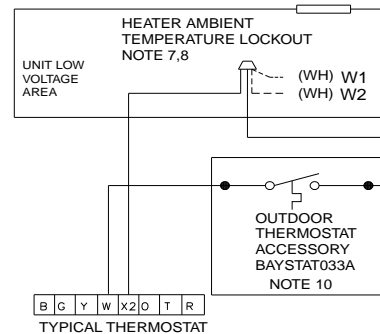 HEATER AMBIENT
TEMPERATURE LOCKOUT
NOTE 7,8
UNIT LOW
VOLTAGE
AREA
(WH) W1
(WH) W2
OUTDOOR
THERMOSTAT
ACCESSORY
BAYSTAT033A
NOTE 10
B G Y W X2 O T R
TYPICAL THERMOSTAT